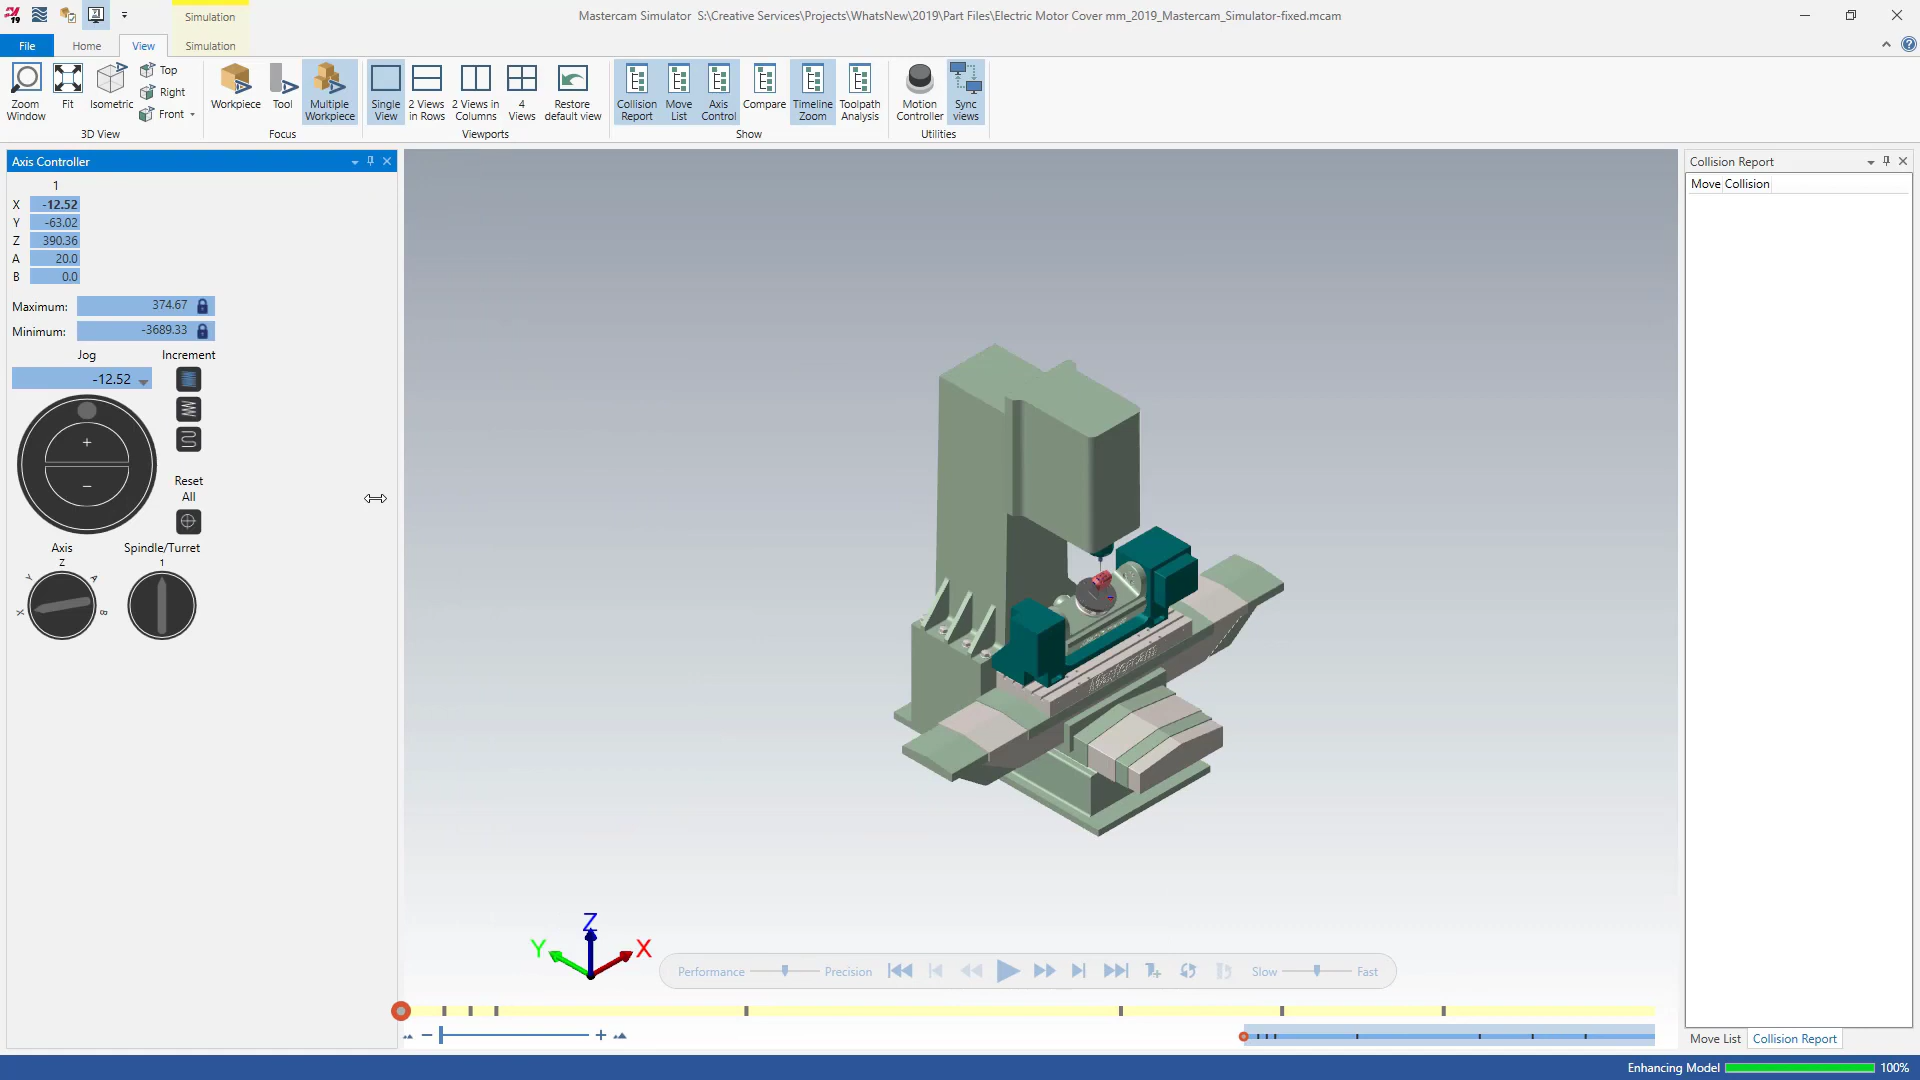 Simulation
Mastercam Simulator S:\Creative Services\Projects\WhatsNew\2019\Part Files\Electric Motor Cover mm_2019_Mastercam_Simulator-fixed.mcam
File Home View Simulation
Zoom Window
Fit
Isometric
Top
Right
Front
3D View
Workpiece
Tool
Multiple Workpiece
Focus
Single View
2 Views in Rows
2 Views in Columns
4 Views
Restore default view
Viewports
Collision Report
Move List
Axis Control
Compare
Timeline Zoom
Toolpath Analysis
Show
Motion Controller
Sync views
Utilities
Axis Controller
1
X -12.52
Y -63.02
Z 390.36
A 20.0
B 0.0
Maximum: 374.67
Minimum: -3689.33
Jog Increment
-12.52
+
−
Reset All
Axis Spindle/Turret
Z 1
Y A
X B
Z
Y X
Performance Precision Slow Fast
− +
Collision Report
Move Collision
Move List Collision Report
Enhancing Model 100%